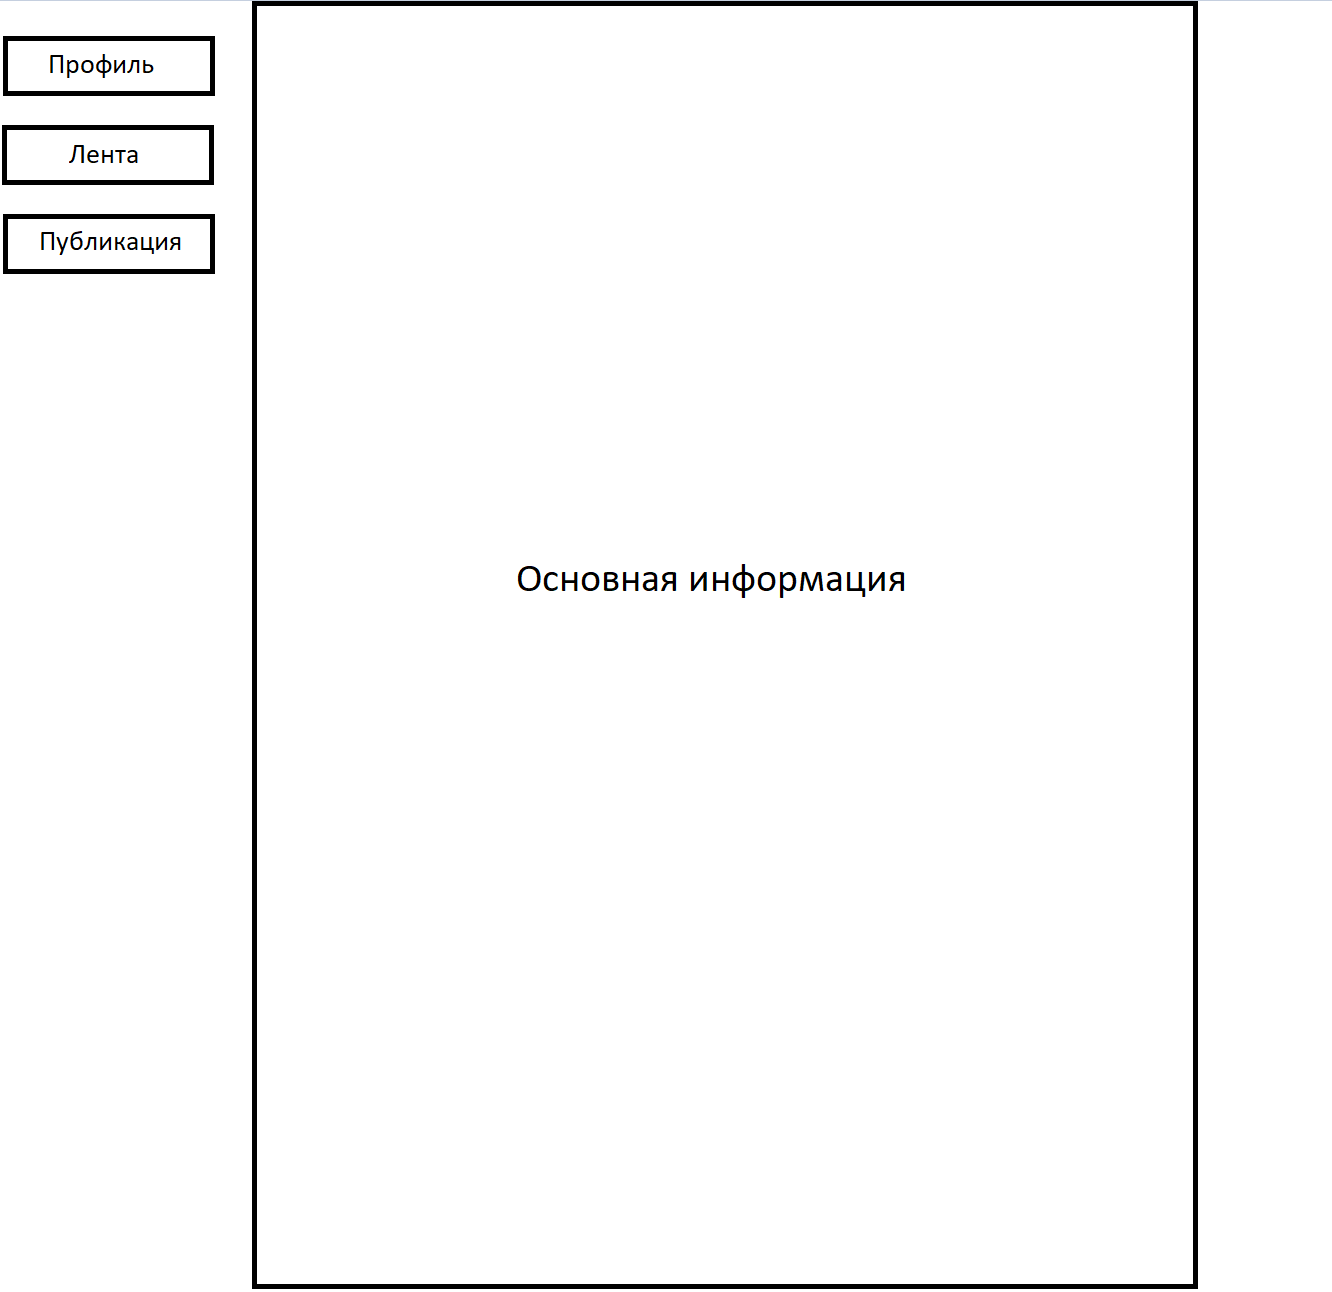 Профиль
Лента
Публикация
Основная информация